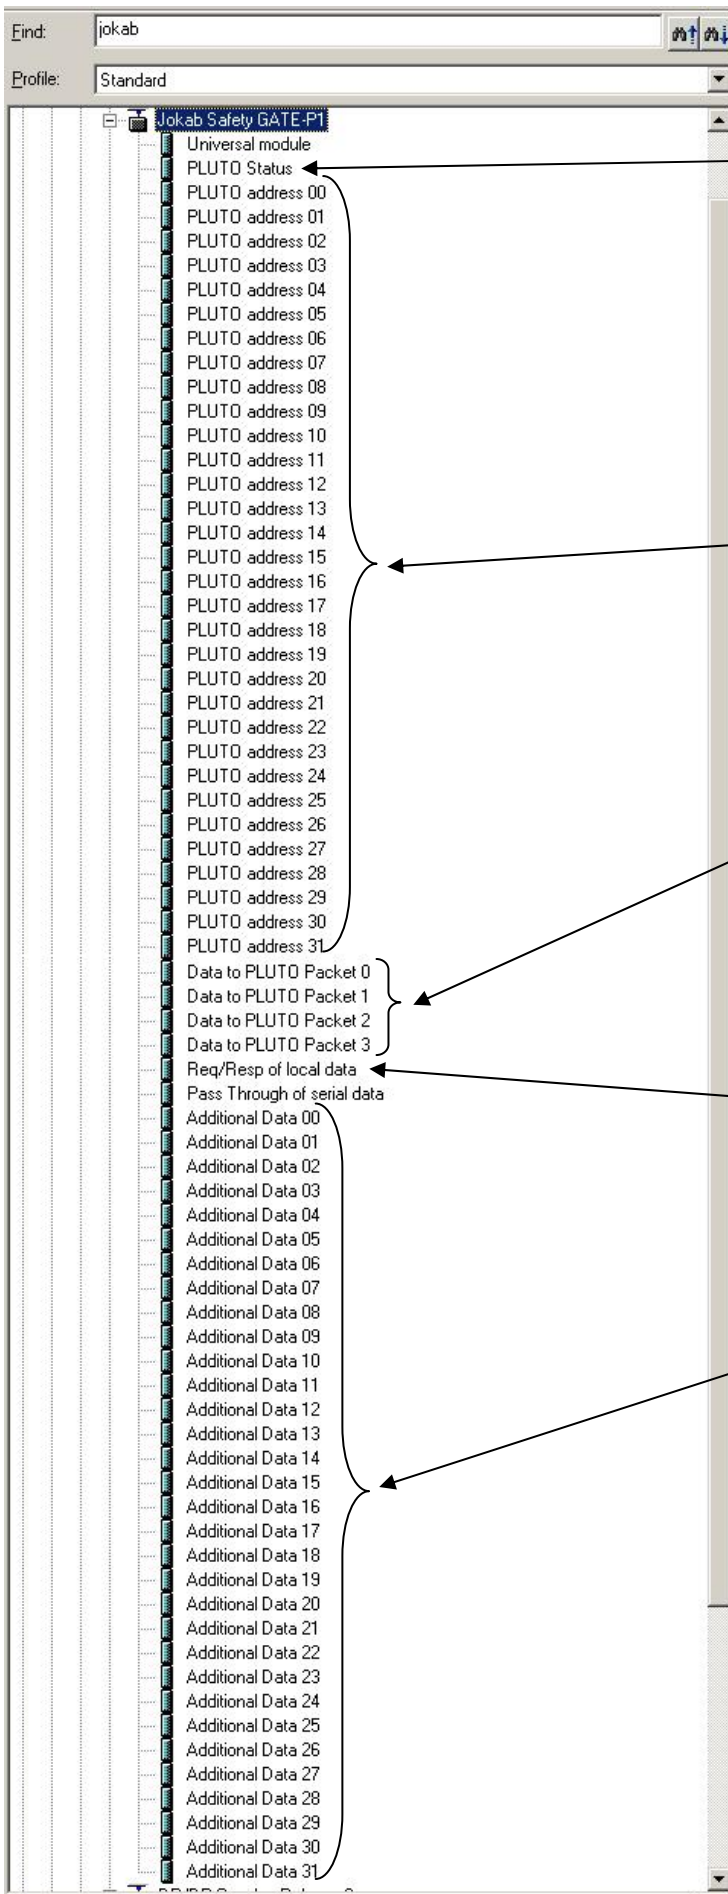 Find:
jokab
Profile:
Standard
Jokab Safety GATE-P1
Universal module
PLUTO Status
PLUTO address 00
PLUTO address 01
PLUTO address 02
PLUTO address 03
PLUTO address 04
PLUTO address 05
PLUTO address 06
PLUTO address 07
PLUTO address 08
PLUTO address 09
PLUTO address 10
PLUTO address 11
PLUTO address 12
PLUTO address 13
PLUTO address 14
PLUTO address 15
PLUTO address 16
PLUTO address 17
PLUTO address 18
PLUTO address 19
PLUTO address 20
PLUTO address 21
PLUTO address 22
PLUTO address 23
PLUTO address 24
PLUTO address 25
PLUTO address 26
PLUTO address 27
PLUTO address 28
PLUTO address 29
PLUTO address 30
PLUTO address 31
Data to PLUTO Packet 0
Data to PLUTO Packet 1
Data to PLUTO Packet 2
Data to PLUTO Packet 3
Req/Resp of local data
Pass Through of serial data
Additional Data 00
Additional Data 01
Additional Data 02
Additional Data 03
Additional Data 04
Additional Data 05
Additional Data 06
Additional Data 07
Additional Data 08
Additional Data 09
Additional Data 10
Additional Data 11
Additional Data 12
Additional Data 13
Additional Data 14
Additional Data 15
Additional Data 16
Additional Data 17
Additional Data 18
Additional Data 19
Additional Data 20
Additional Data 21
Additional Data 22
Additional Data 23
Additional Data 24
Additional Data 25
Additional Data 26
Additional Data 27
Additional Data 28
Additional Data 29
Additional Data 30
Additional Data 31